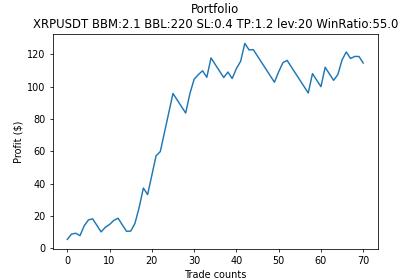 Portfolio
XRPUSDT BBM:2.1 BBL:220 SL:0.4 TP:1.2 lev:20 WinRatio:55.0
120
100
80
60
40
20
0
Profit ($)
0 10 20 30 40 50 60 70
Trade counts